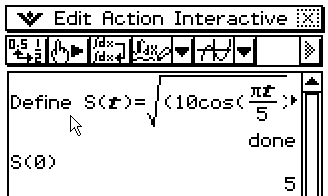 Edit Action Interactive
Define S(t)=√(10cos(πt/5)
done
S(0)
5